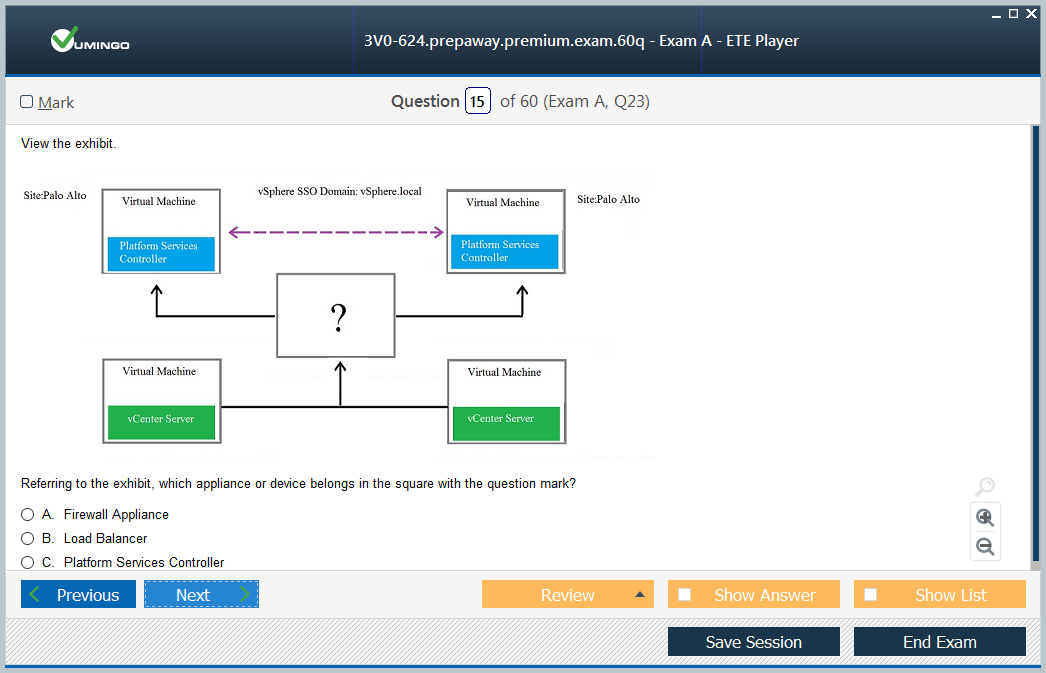 VUMINGO
3V0-624.prepaway.premium.exam.60q - Exam A - ETE Player
Mark
Question 15 of 60 (Exam A, Q23)
View the exhibit.
Site:Palo Alto
Virtual Machine
vSphere SSO Domain: vSphere.local
Virtual Machine
Site:Palo Alto
Platform Services
Controller
Platform Services
Controller
?
Virtual Machine
Virtual Machine
vCenter Server
vCenter Server
Referring to the exhibit, which appliance or device belongs in the square with the question mark?
A. Firewall Appliance
B. Load Balancer
C. Platform Services Controller
Previous
Next
Review
Show Answer
Show List
Save Session
End Exam